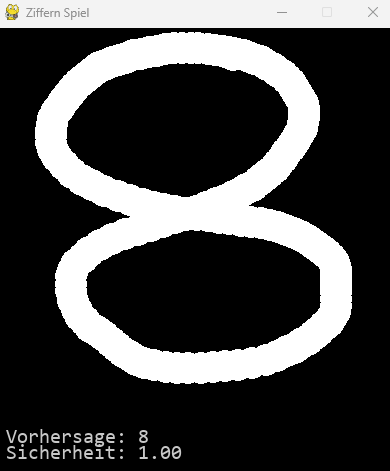 Ziffern Spiel
8
Vorhersage: 8
Sicherheit: 1.00